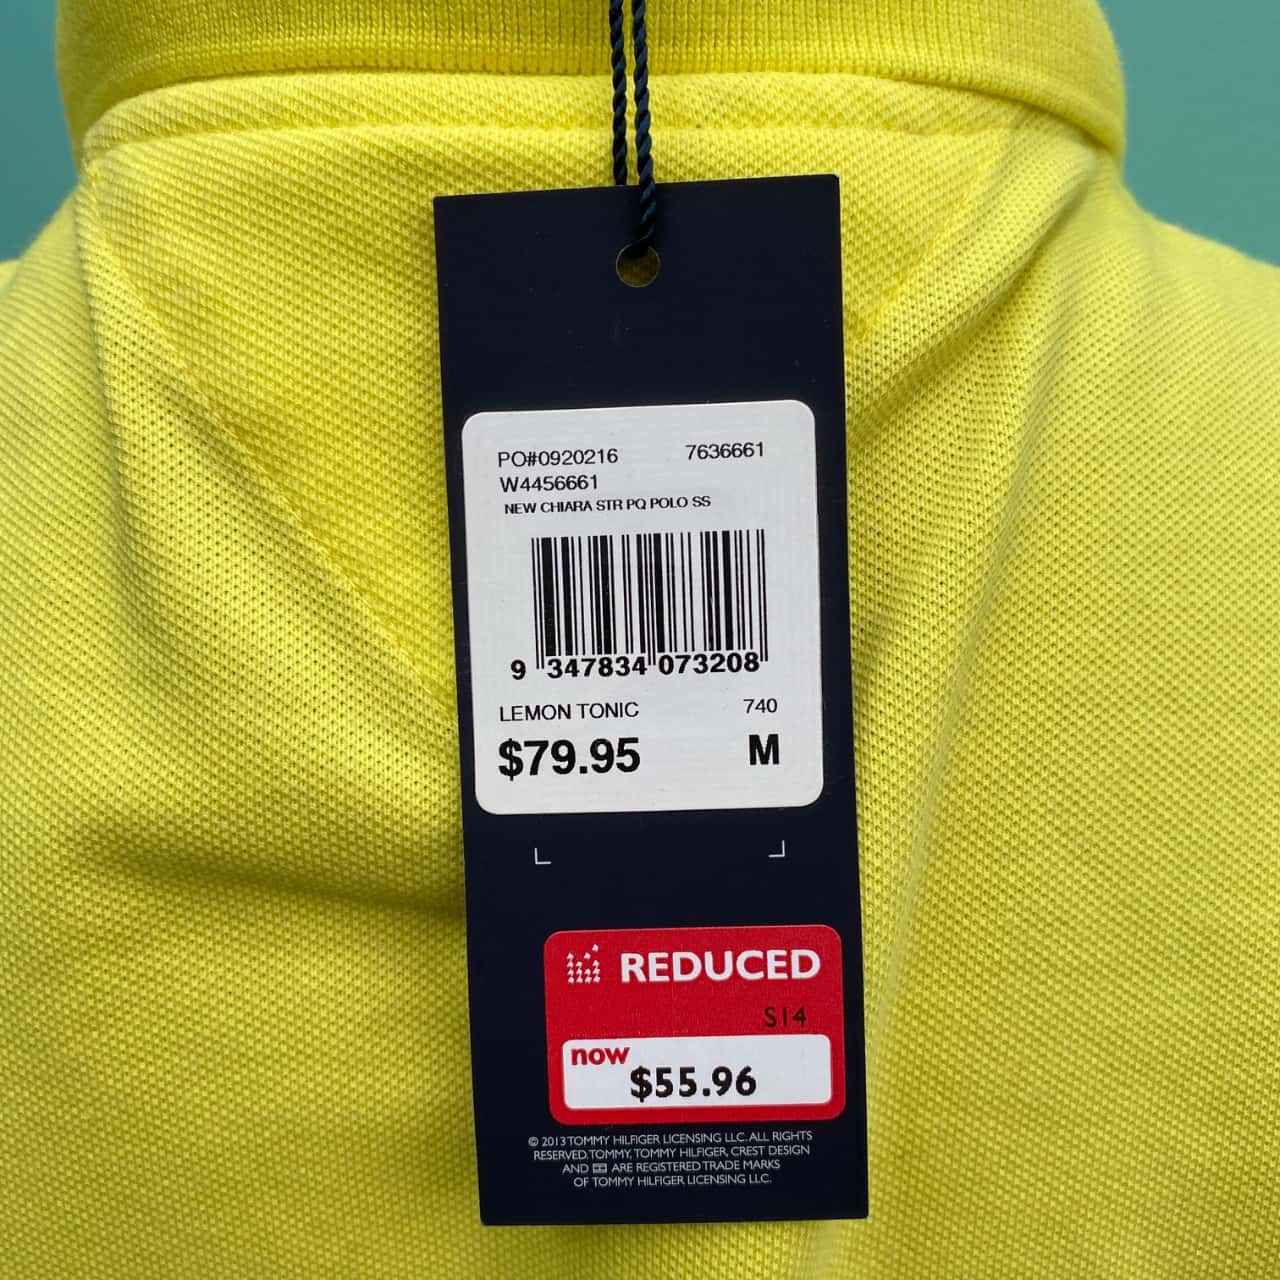 PO#0920216 7636661
W4456661
NEW CHIARA STR PQ POLO SS
9 347834 073208
LEMON TONIC 740
$79.95 M
REDUCED
S14
now
$55.96
© 2013 TOMMY HILFIGER LICENSING LLC. ALL RIGHTS
RESERVED. TOMMY, TOMMY HILFIGER, CREST DESIGN
AND ARE REGISTERED TRADE MARKS
OF TOMMY HILFIGER LICENSING LLC.